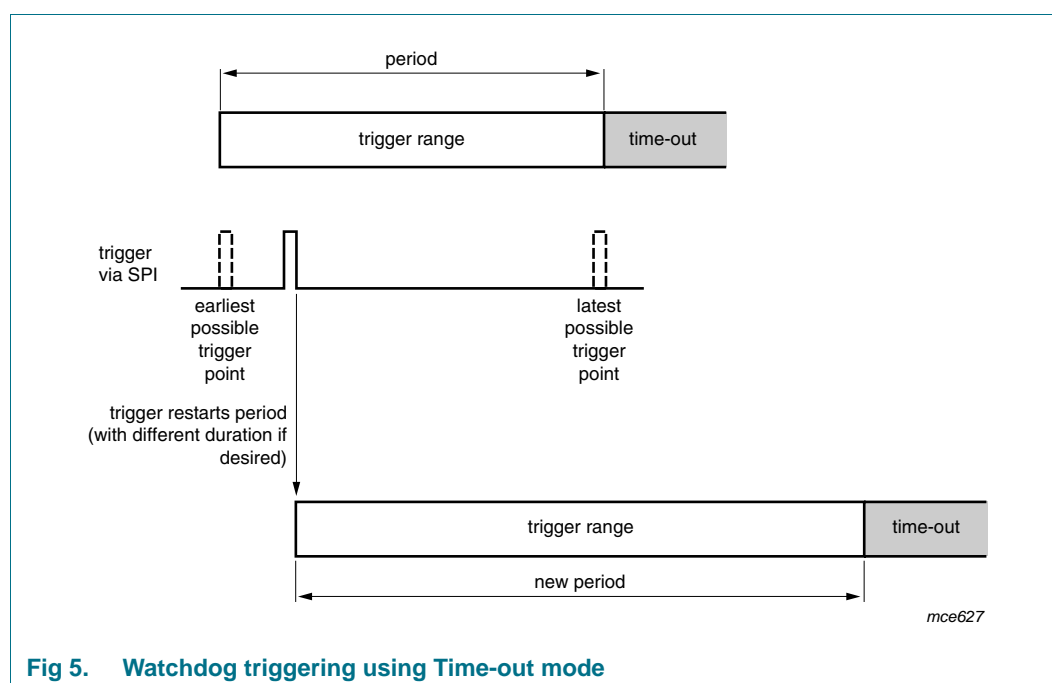 period
trigger range
time-out
trigger
via SPI
earliest
possible
trigger
point
latest
possible
trigger
point
trigger restarts period
(with different duration if
desired)
trigger range
time-out
new period
mce627
Fig 5. Watchdog triggering using Time-out mode